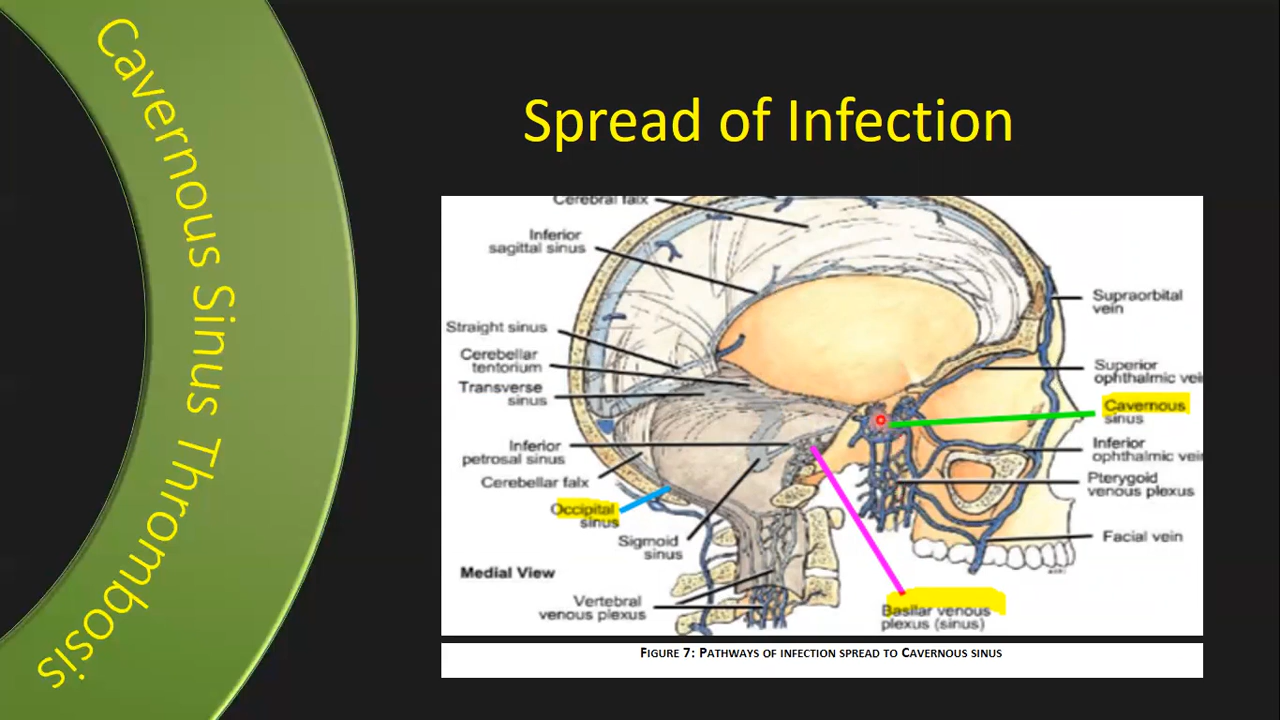 Cavernous Sinus Thrombosis
Spread of Infection
Cerebral falx
Inferior
sagittal sinus
Straight sinus
Cerebellar
tentorium
Transverse
sinus
Inferior
petrosal sinus
Cerebellar falx
Occipital
sinus
Sigmoid
sinus
Medial View
Vertebral
venous plexus
Supraorbital
vein
Superior
ophthalmic vei
Cavernous
sinus
Inferior
ophthalmic vei
Pterygoid
venous plexus
Facial vein
Basilar venous
plexus (sinus)
FIGURE 7: PATHWAYS OF INFECTION SPREAD TO CAVERNOUS SINUS